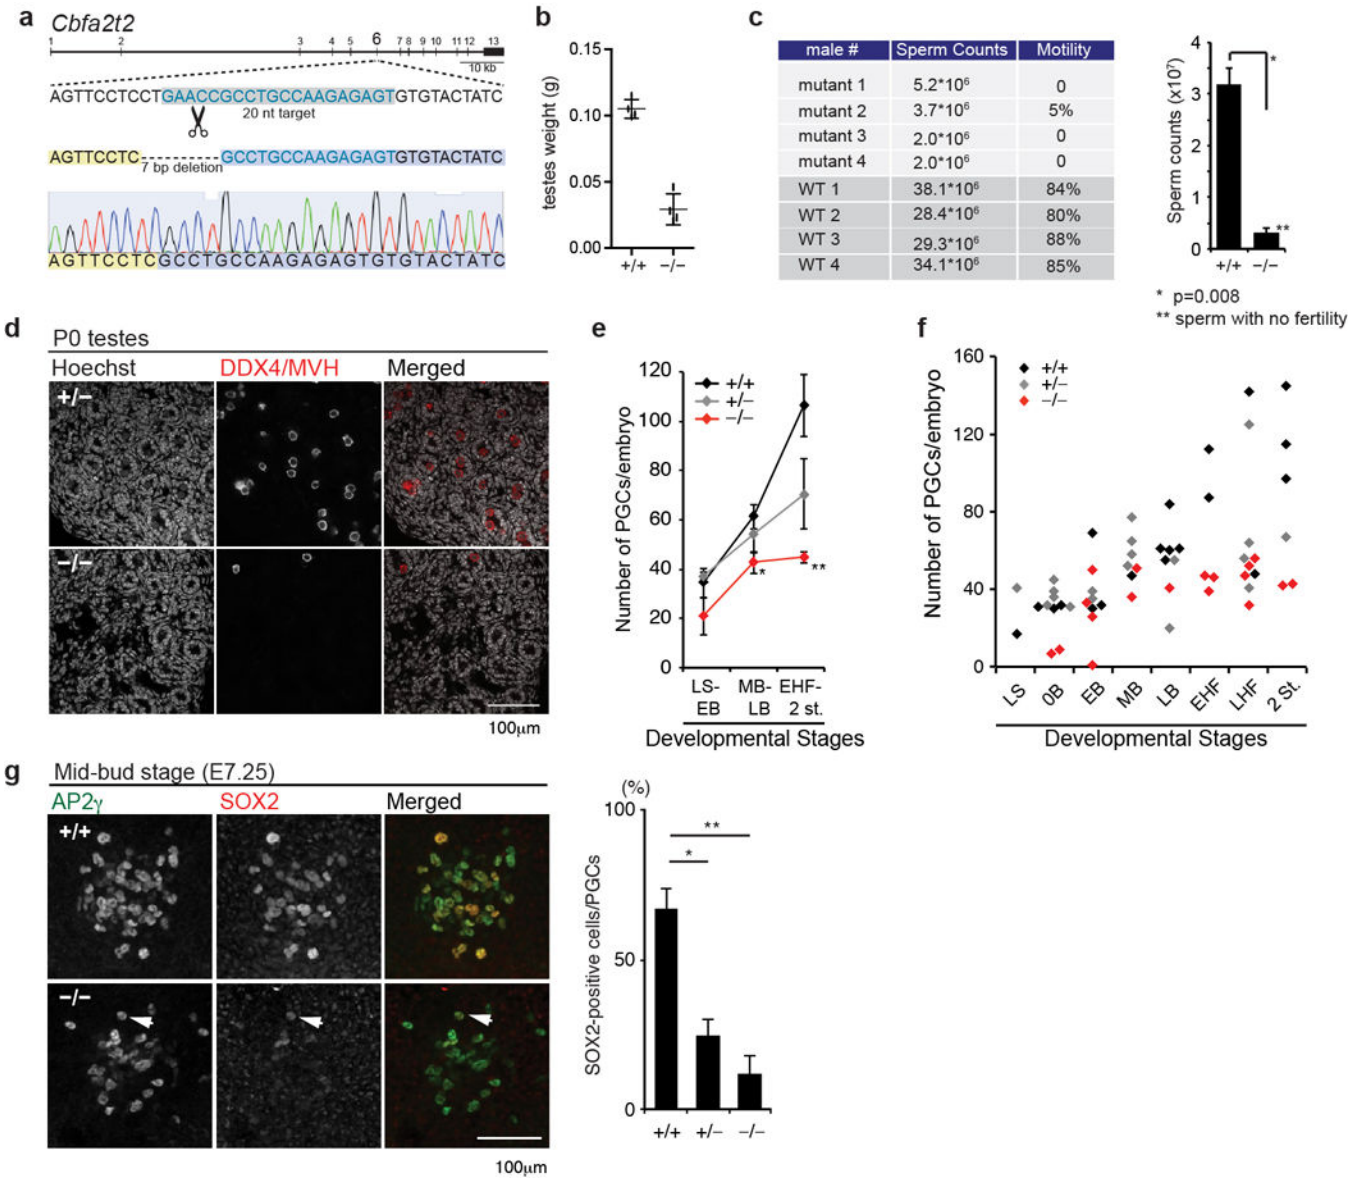 a
Cbfa2t2
1 2 3 4 5 6 7 8 9 10 11 12 13
10 kb
AGTTCCTCCTGAACCGCCTGCCAAGAGAGTGTGTACTATC
20 nt target
AGTTCCTC GCCTGCCAAGAGAGTGTGTACTATC
7 bp deletion
AGTTCCTCGCCTGCCAAGAGAGTGTGTACTATC
b
testes weight (g)
0.15
0.10
0.05
0.00
+/+ −/−
c
male # Sperm Counts Motility
mutant 1 5.2*10⁶ 0
mutant 2 3.7*10⁶ 5%
mutant 3 2.0*10⁶ 0
mutant 4 2.0*10⁶ 0
WT 1 38.1*10⁶ 84%
WT 2 28.4*10⁶ 80%
WT 3 29.3*10⁶ 88%
WT 4 34.1*10⁶ 85%
Sperm counts (x10⁷)
4
3
2
1
0
*
**
+/+ −/−
* p=0.008
** sperm with no fertility
d
P0 testes
Hoechst DDX4/MVH Merged
+/−
−/−
100µm
e
Number of PGCs/embryo
120
100
80
60
40
20
0
+/+
+/−
−/−
*
**
LS- MB- EHF-
EB LB 2 st.
Developmental Stages
f
Number of PGCs/embryo
160
120
80
40
0
+/+
+/−
−/−
LS 0B EB MB LB EHF LHF 2 St.
Developmental Stages
g
Mid-bud stage (E7.25)
AP2γ SOX2 Merged
+/+
−/−
100µm
(%)
SOX2-positive cells/PGCs
100
50
0
**
*
+/+ +/− −/−